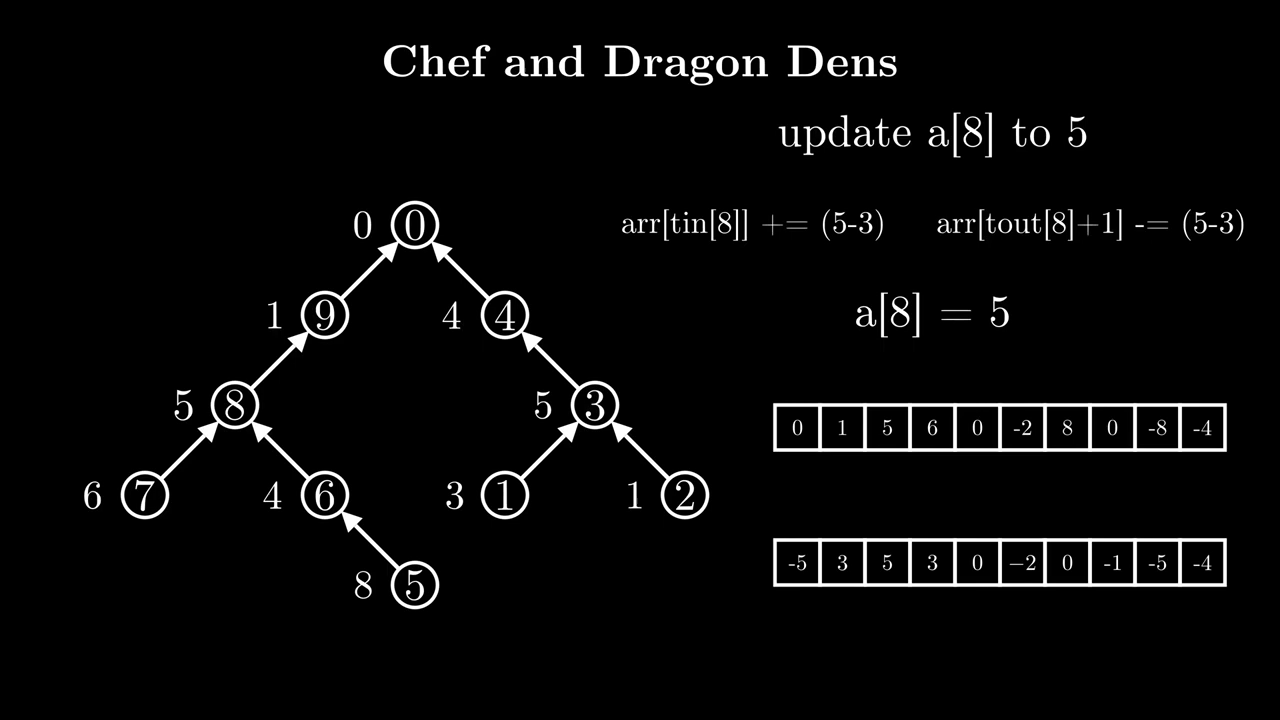 Chef and Dragon Dens
update a[8] to 5
arr[tin[8]] += (5-3) arr[tout[8]+1] -= (5-3)
0 0
a[8] = 5
1 9 4 4
5 8 5 3
0 1 5 6 0 -2 8 0 -8 -4
6 7 4 6 3 1 1 2
-5 3 5 3 0 −2 0 -1 -5 -4
8 5